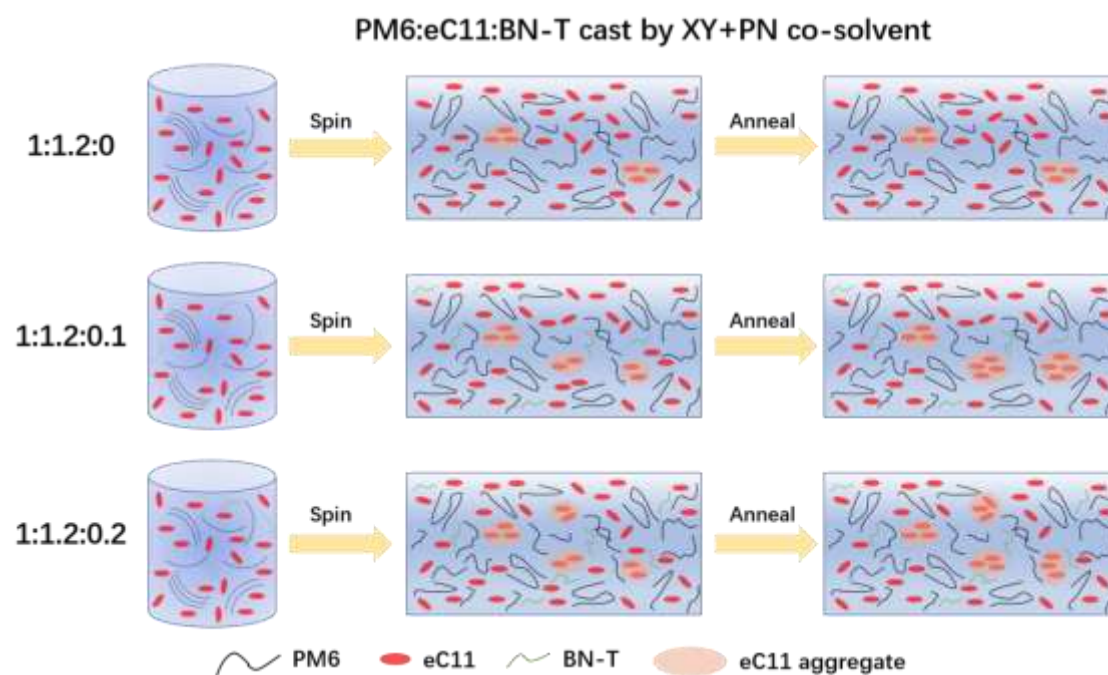 PM6:eC11:BN-T cast by XY+PN co-solvent
1:1.2:0
Spin
Anneal
1:1.2:0.1
Spin
Anneal
1:1.2:0.2
Spin
Anneal
PM6 eC11 BN-T eC11 aggregate